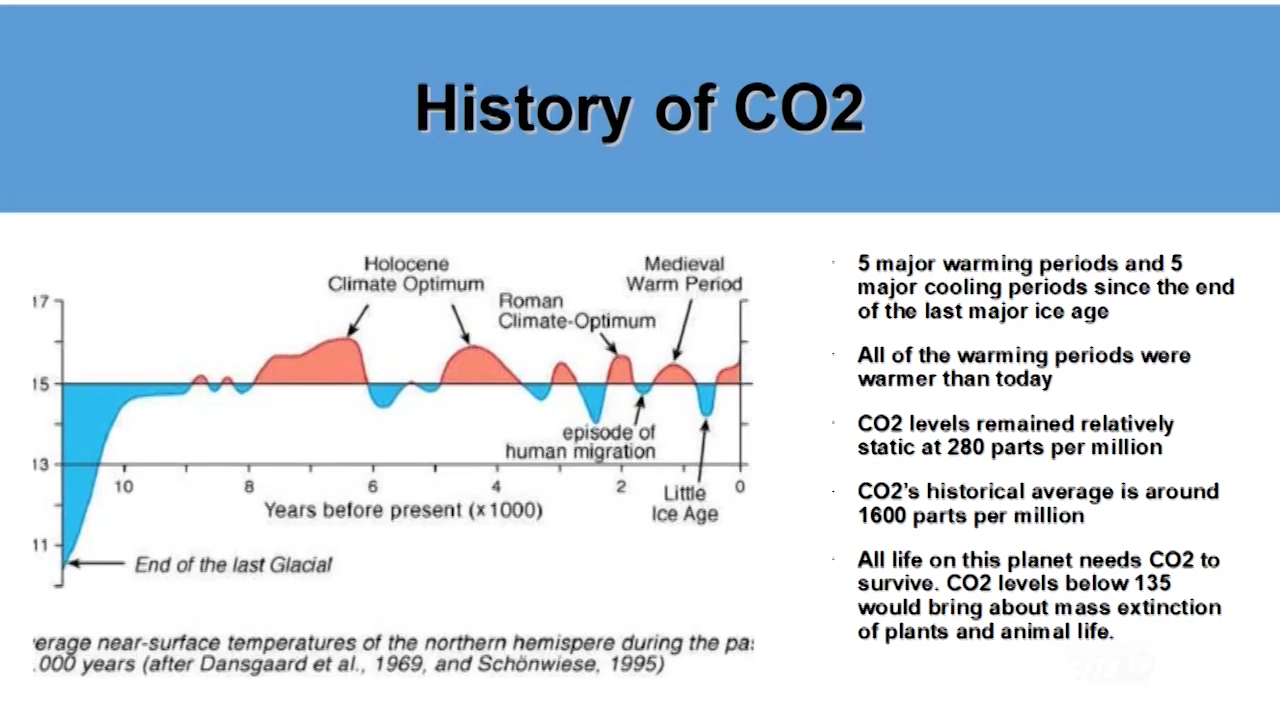 History of CO2
Holocene
Climate Optimum
Medieval
Warm Period
Roman
Climate-Optimum
17
15
13
11
episode of
human migration
10
8
6
4
2
0
Years before present (x1000)
Little
Ice Age
End of the last Glacial
erage near-surface temperatures of the northern hemispere during the pas
.000 years (after Dansgaard et al., 1969, and Schönwiese, 1995)
5 major warming periods and 5
major cooling periods since the end
of the last major ice age
All of the warming periods were
warmer than today
CO2 levels remained relatively
static at 280 parts per million
CO2's historical average is around
1600 parts per million
All life on this planet needs CO2 to
survive. CO2 levels below 135
would bring about mass extinction
of plants and animal life.